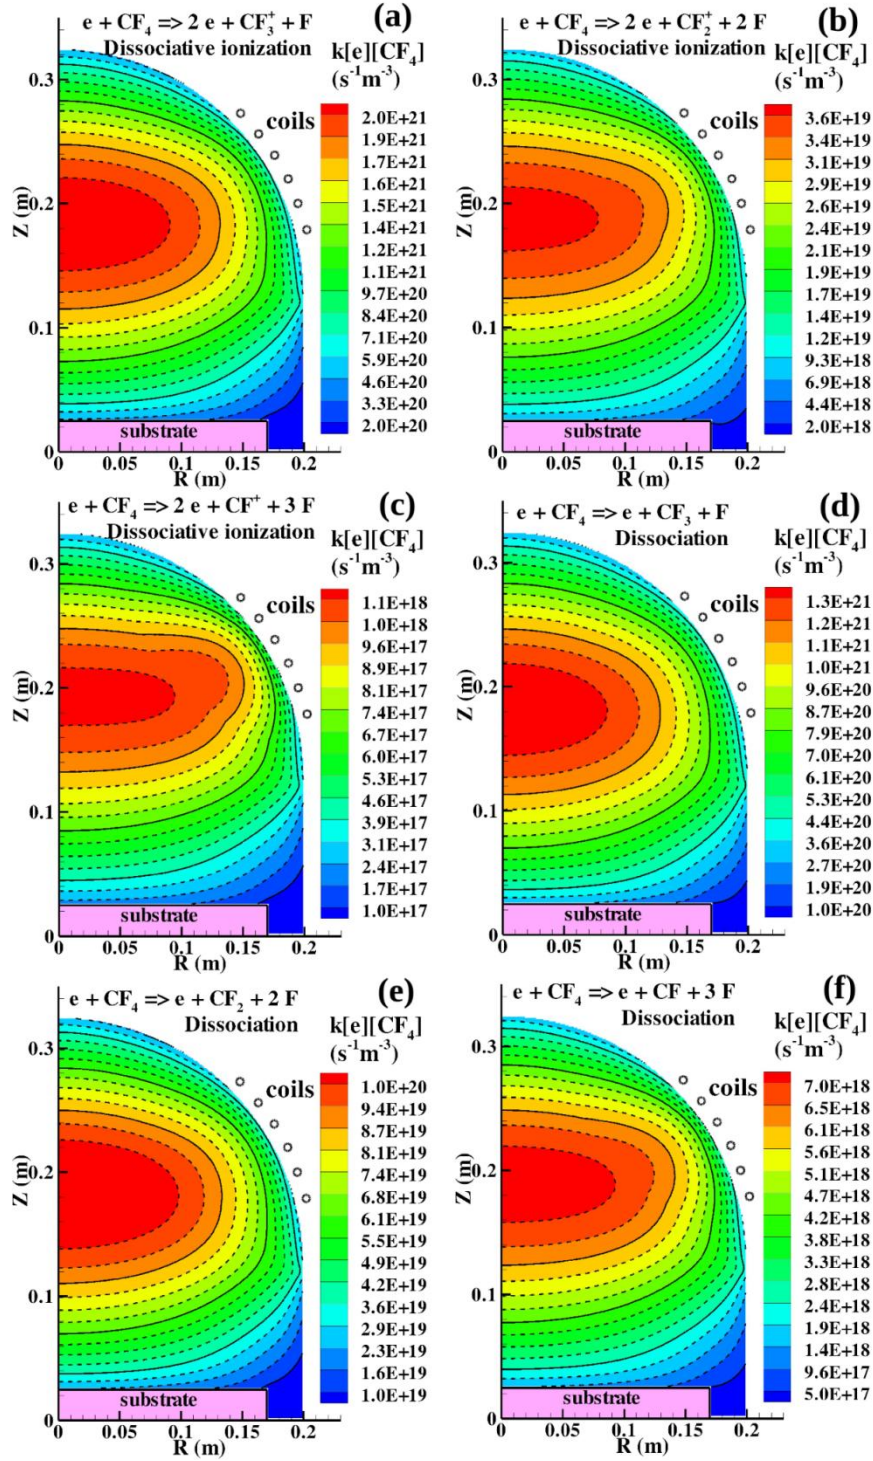 e + CF4 => 2 e + CF3+ + F (a)
Dissociative ionization
k[e][CF4]
(s-1m-3)
coils
0.3
0.2
0.1
0
Z (m)
2.0E+21
1.9E+21
1.7E+21
1.6E+21
1.5E+21
1.4E+21
1.2E+21
1.1E+21
9.7E+20
8.4E+20
7.1E+20
5.9E+20
4.6E+20
3.3E+20
2.0E+20
substrate
0 0.05 0.1 0.15 0.2
R (m)
e + CF4 => 2 e + CF2+ + 2 F (b)
Dissociative ionization
k[e][CF4]
(s-1m-3)
coils
0.3
0.2
0.1
0
Z (m)
3.6E+19
3.4E+19
3.1E+19
2.9E+19
2.6E+19
2.4E+19
2.1E+19
1.9E+19
1.7E+19
1.4E+19
1.2E+19
9.3E+18
6.9E+18
4.4E+18
2.0E+18
substrate
0 0.05 0.1 0.15 0.2
R (m)
e + CF4 => 2 e + CF+ + 3 F (c)
Dissociative ionization
k[e][CF4]
(s-1m-3)
coils
0.3
0.2
0.1
0
Z (m)
1.1E+18
1.0E+18
9.6E+17
8.9E+17
8.1E+17
7.4E+17
6.7E+17
6.0E+17
5.3E+17
4.6E+17
3.9E+17
3.1E+17
2.4E+17
1.7E+17
1.0E+17
substrate
0 0.05 0.1 0.15 0.2
R (m)
e + CF4 => e + CF3 + F (d)
Dissociation
k[e][CF4]
(s-1m-3)
coils
0.3
0.2
0.1
0
Z (m)
1.3E+21
1.2E+21
1.1E+21
1.0E+21
9.6E+20
8.7E+20
7.9E+20
7.0E+20
6.1E+20
5.3E+20
4.4E+20
3.6E+20
2.7E+20
1.9E+20
1.0E+20
substrate
0 0.05 0.1 0.15 0.2
R (m)
e + CF4 => e + CF2 + 2 F (e)
Dissociation
k[e][CF4]
(s-1m-3)
coils
0.3
0.2
0.1
0
Z (m)
1.0E+20
9.4E+19
8.7E+19
8.1E+19
7.4E+19
6.8E+19
6.1E+19
5.5E+19
4.9E+19
4.2E+19
3.6E+19
2.9E+19
2.3E+19
1.6E+19
1.0E+19
substrate
0 0.05 0.1 0.15 0.2
R (m)
e + CF4 => e + CF + 3 F (f)
Dissociation
k[e][CF4]
(s-1m-3)
coils
0.3
0.2
0.1
0
Z (m)
7.0E+18
6.5E+18
6.1E+18
5.6E+18
5.1E+18
4.7E+18
4.2E+18
3.8E+18
3.3E+18
2.8E+18
2.4E+18
1.9E+18
1.4E+18
9.6E+17
5.0E+17
substrate
0 0.05 0.1 0.15 0.2
R (m)